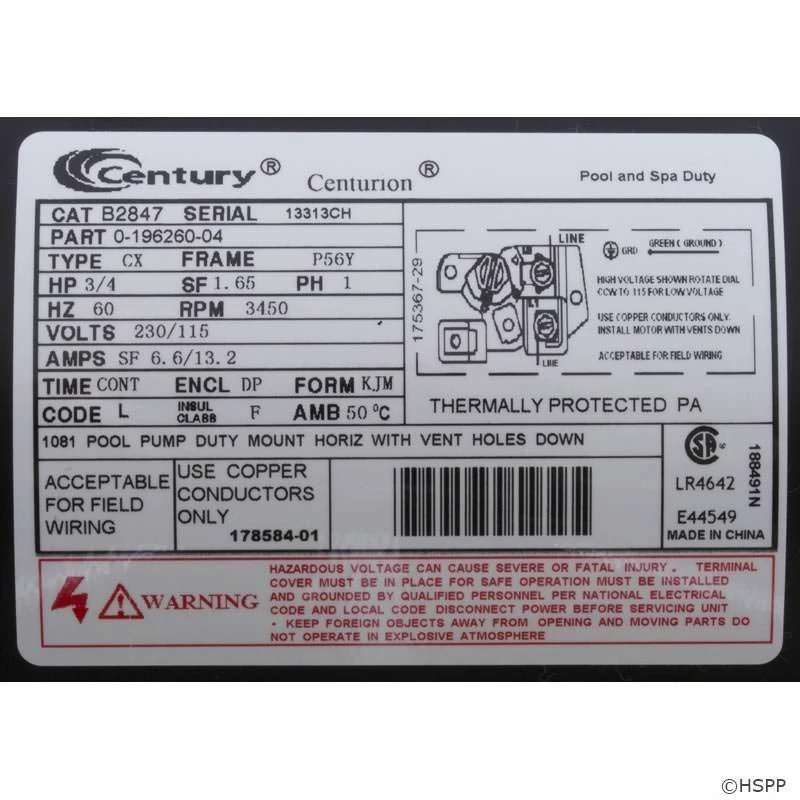 Century® Centurion® Pool and Spa Duty
CAT B2847 SERIAL 13313CH
PART 0-196260-04
TYPE CX FRAME P56Y
HP 3/4 SF 1.65 PH 1
HZ 60 RPM 3450
VOLTS 230/115
AMPS SF 6.6/13.2
TIME CONT ENCL DP FORM KJM
CODE L INSUL CLABB F AMB 50 °C
175367-29
LINE
L1
LINE
GRD GREEN ( GROUND )
HIGH VOLTAGE SHOWN ROTATE DIAL
CCW TO 115 FOR LOW VOLTAGE
USE COPPER CONDUCTORS ONLY.
INSTALL MOTOR WITH VENTS DOWN
ACCEPTABLE FOR FIELD WIRING
THERMALLY PROTECTED PA
1081 POOL PUMP DUTY MOUNT HORIZ WITH VENT HOLES DOWN
ACCEPTABLE
FOR FIELD
WIRING
USE COPPER
CONDUCTORS
ONLY 178584-01
LR4642
E44549
MADE IN CHINA
188491N
WARNING
HAZARDOUS VOLTAGE CAN CAUSE SEVERE OR FATAL INJURY . TERMINAL
COVER MUST BE IN PLACE FOR SAFE OPERATION MUST BE INSTALLED
AND GROUNDED BY QUALIFIED PERSONNEL PER NATIONAL ELECTRICAL
CODE AND LOCAL CODE DISCONNECT POWER BEFORE SERVICING UNIT
- KEEP FOREIGN OBJECTS AWAY FROM OPENING AND MOVING PARTS DO
NOT OPERATE IN EXPLOSIVE ATMOSPHERE
©HSPP